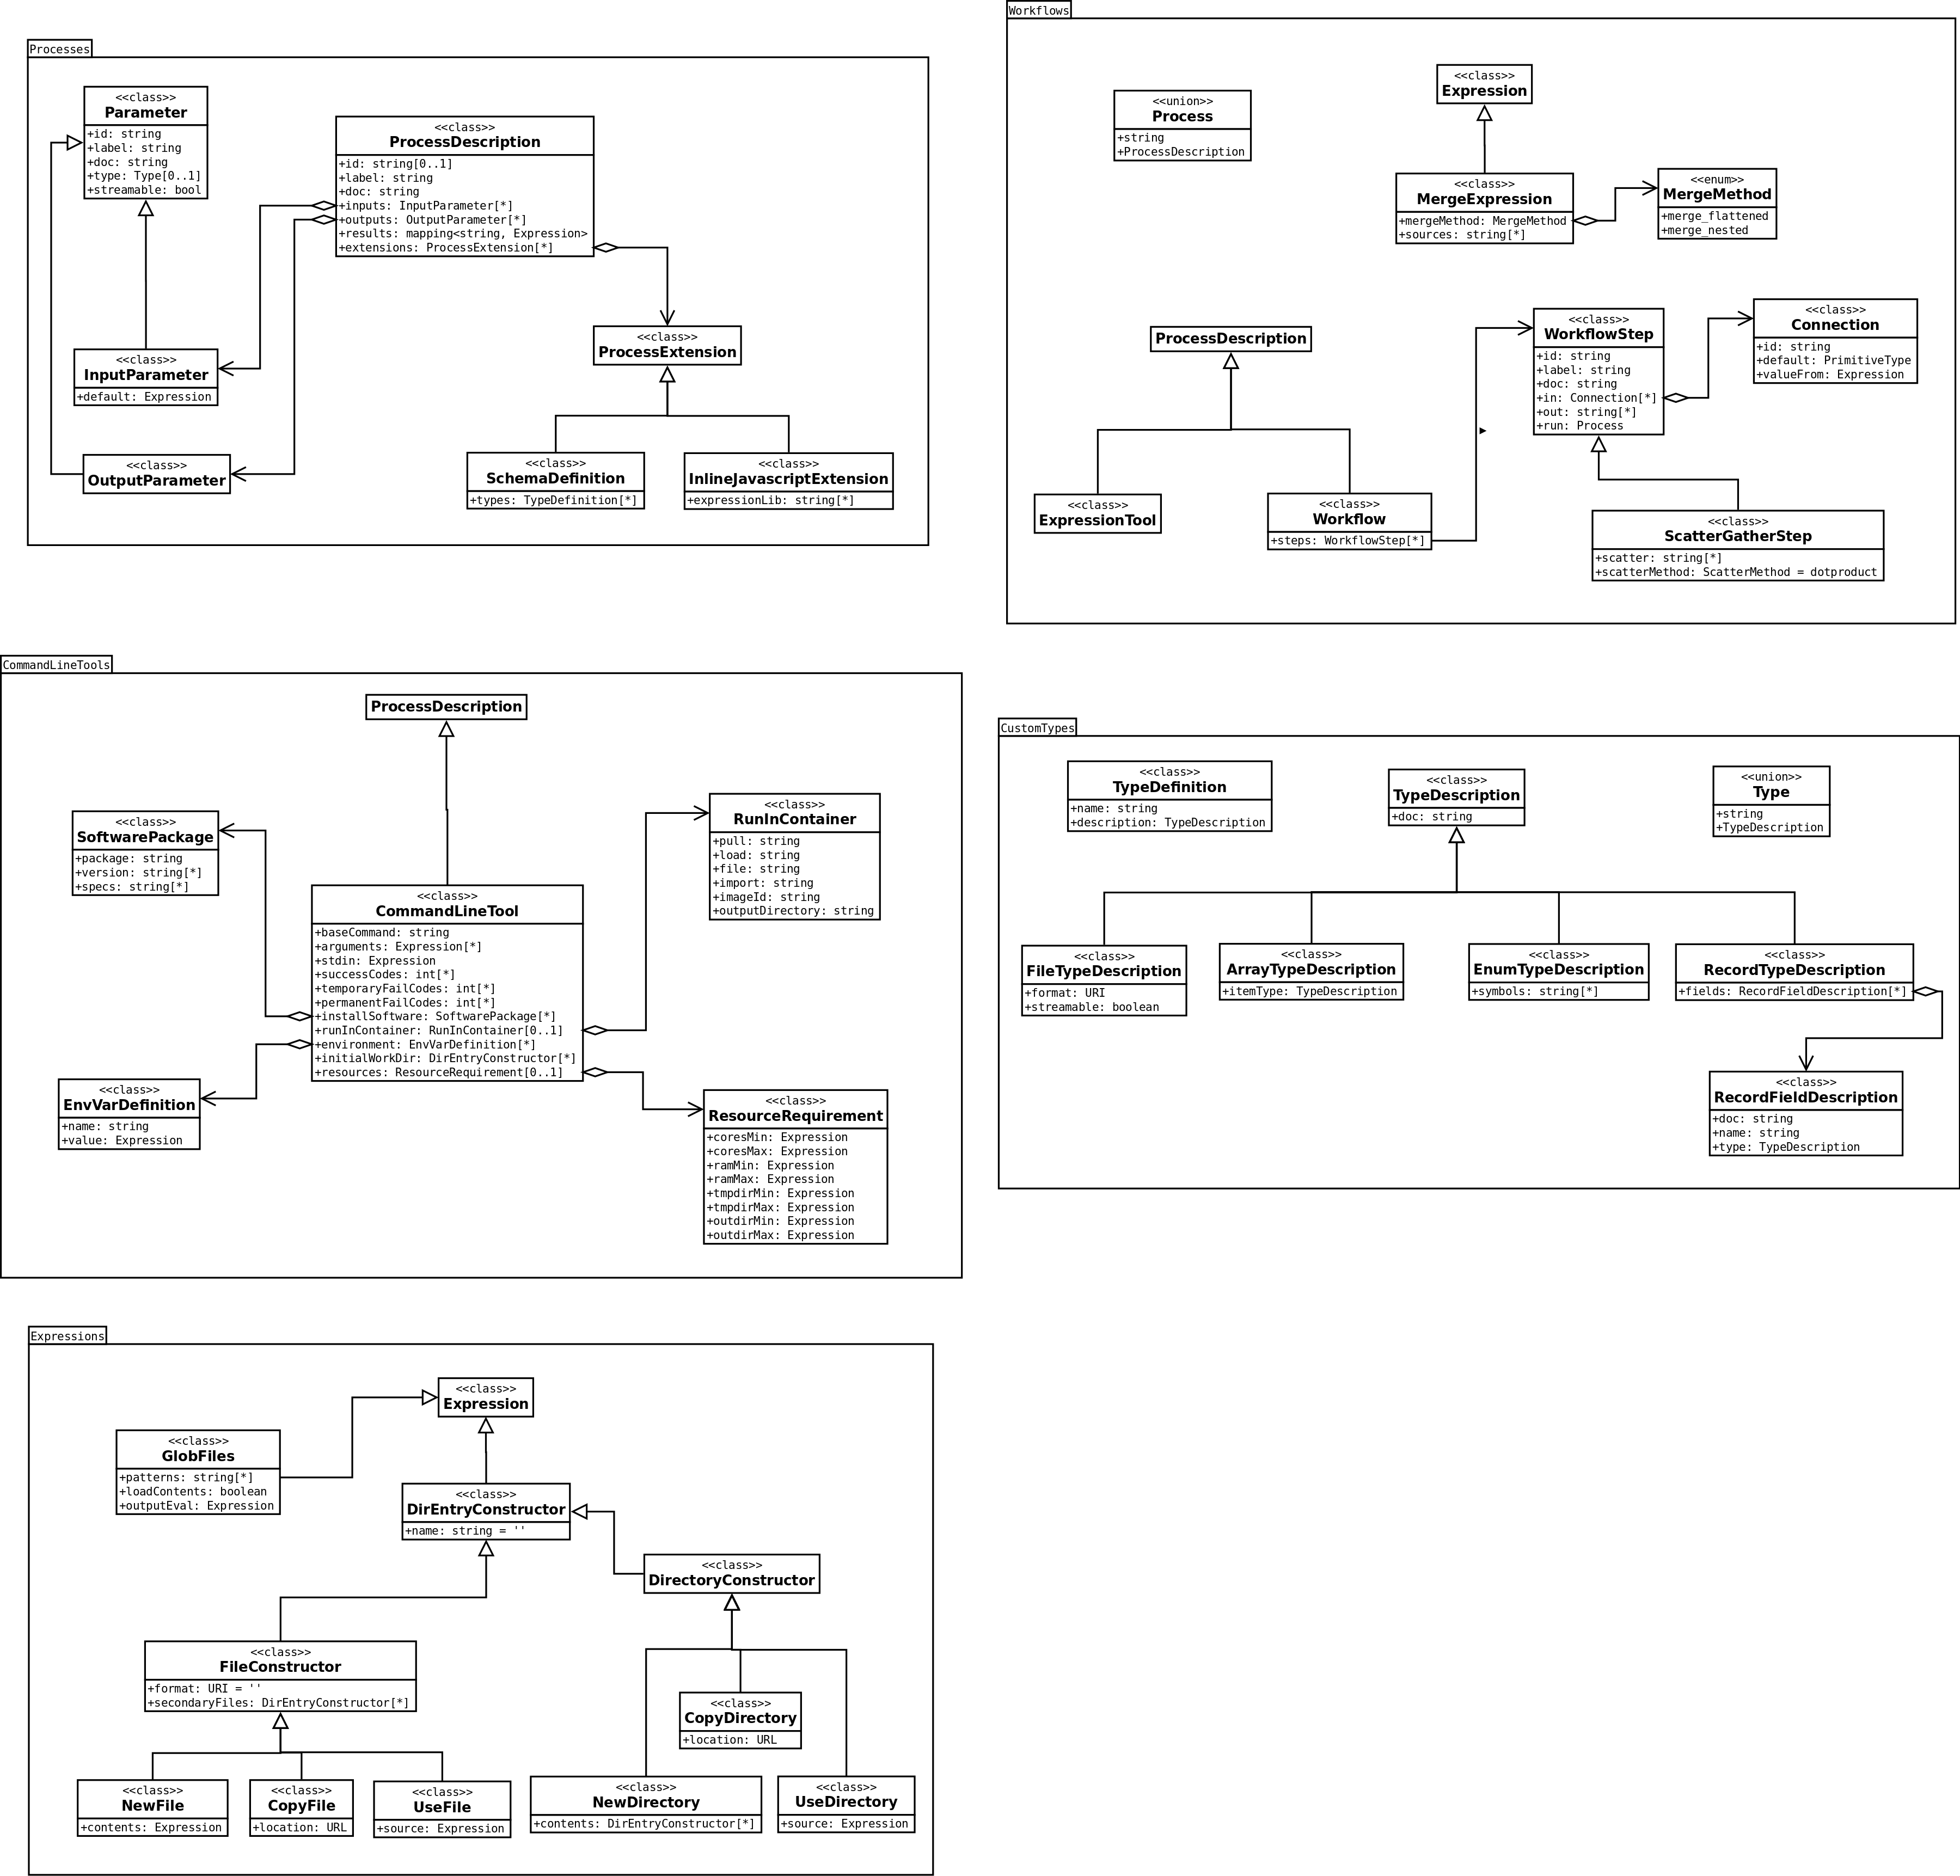 Processes
<<class>>
Parameter
+id: string
+label: string
+doc: string
+type: Type[0..1]
+streamable: bool
<<class>>
ProcessDescription
+id: string[0..1]
+label: string
+doc: string
+inputs: InputParameter[*]
+outputs: OutputParameter[*]
+results: mapping<string, Expression>
+extensions: ProcessExtension[*]
<<class>>
ProcessExtension
<<class>>
InputParameter
+default: Expression
<<class>>
OutputParameter
<<class>>
SchemaDefinition
+types: TypeDefinition[*]
<<class>>
InlineJavascriptExtension
+expressionLib: string[*]
Workflows
<<class>>
Expression
<<union>>
Process
+string
+ProcessDescription
<<class>>
MergeExpression
+mergeMethod: MergeMethod
+sources: string[*]
<<enum>>
MergeMethod
+merge_flattened
+merge_nested
ProcessDescription
<<class>>
WorkflowStep
+id: string
+label: string
+doc: string
+in: Connection[*]
+out: string[*]
+run: Process
<<class>>
Connection
+id: string
+default: PrimitiveType
+valueFrom: Expression
<<class>>
ExpressionTool
<<class>>
Workflow
+steps: WorkflowStep[*]
<<class>>
ScatterGatherStep
+scatter: string[*]
+scatterMethod: ScatterMethod = dotproduct
CommandLineTools
ProcessDescription
<<class>>
SoftwarePackage
+package: string
+version: string[*]
+specs: string[*]
<<class>>
RunInContainer
+pull: string
+load: string
+file: string
+import: string
+imageId: string
+outputDirectory: string
<<class>>
CommandLineTool
+baseCommand: string
+arguments: Expression[*]
+stdin: Expression
+successCodes: int[*]
+temporaryFailCodes: int[*]
+permanentFailCodes: int[*]
+installSoftware: SoftwarePackage[*]
+runInContainer: RunInContainer[0..1]
+environment: EnvVarDefinition[*]
+initialWorkDir: DirEntryConstructor[*]
+resources: ResourceRequirement[0..1]
<<class>>
EnvVarDefinition
+name: string
+value: Expression
<<class>>
ResourceRequirement
+coresMin: Expression
+coresMax: Expression
+ramMin: Expression
+ramMax: Expression
+tmpdirMin: Expression
+tmpdirMax: Expression
+outdirMin: Expression
+outdirMax: Expression
CustomTypes
<<class>>
TypeDefinition
+name: string
+description: TypeDescription
<<class>>
TypeDescription
+doc: string
<<union>>
Type
+string
+TypeDescription
<<class>>
FileTypeDescription
+format: URI
+streamable: boolean
<<class>>
ArrayTypeDescription
+itemType: TypeDescription
<<class>>
EnumTypeDescription
+symbols: string[*]
<<class>>
RecordTypeDescription
+fields: RecordFieldDescription[*]
<<class>>
RecordFieldDescription
+doc: string
+name: string
+type: TypeDescription
Expressions
<<class>>
Expression
<<class>>
GlobFiles
+patterns: string[*]
+loadContents: boolean
+outputEval: Expression
<<class>>
DirEntryConstructor
+name: string = ''
<<class>>
DirectoryConstructor
<<class>>
FileConstructor
+format: URI = ''
+secondaryFiles: DirEntryConstructor[*]
<<class>>
CopyDirectory
+location: URL
<<class>>
NewFile
+contents: Expression
<<class>>
CopyFile
+location: URL
<<class>>
UseFile
+source: Expression
<<class>>
NewDirectory
+contents: DirEntryConstructor[*]
<<class>>
UseDirectory
+source: Expression